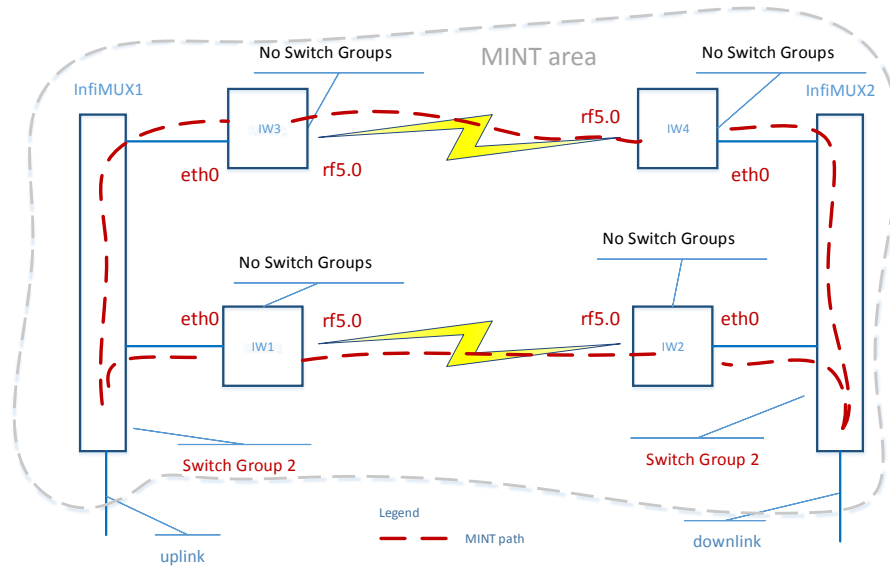 No Switch Groups
MINT area
No Switch Groups
InfiMUX1
InfiMUX2
IW3
rf5.0
IW4
eth0
rf5.0
eth0
No Switch Groups
No Switch Groups
eth0
rf5.0
rf5.0
eth0
IW1
IW2
Switch Group 2
Switch Group 2
Legend
MINT path
uplink
downlink